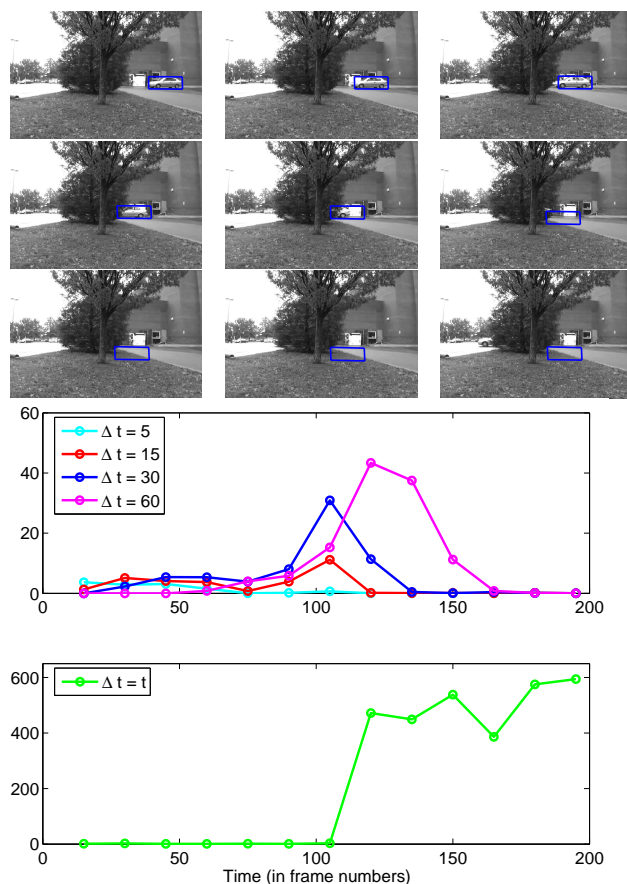 60
40
20
0
Δ t = 5
Δ t = 15
Δ t = 30
Δ t = 60
0 50 100 150 200
600
400
200
0
Δ t = t
0 50 100 150 200
Time (in frame numbers)